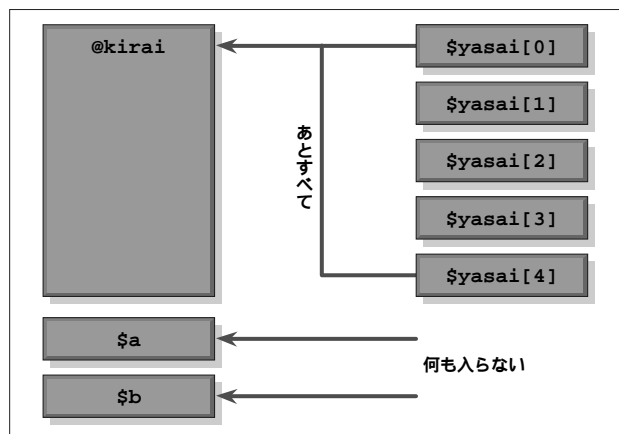 @kirai
$yasai[0]
$yasai[1]
$yasai[2]
$yasai[3]
$yasai[4]
あとすべて
$a
$b
何も入らない